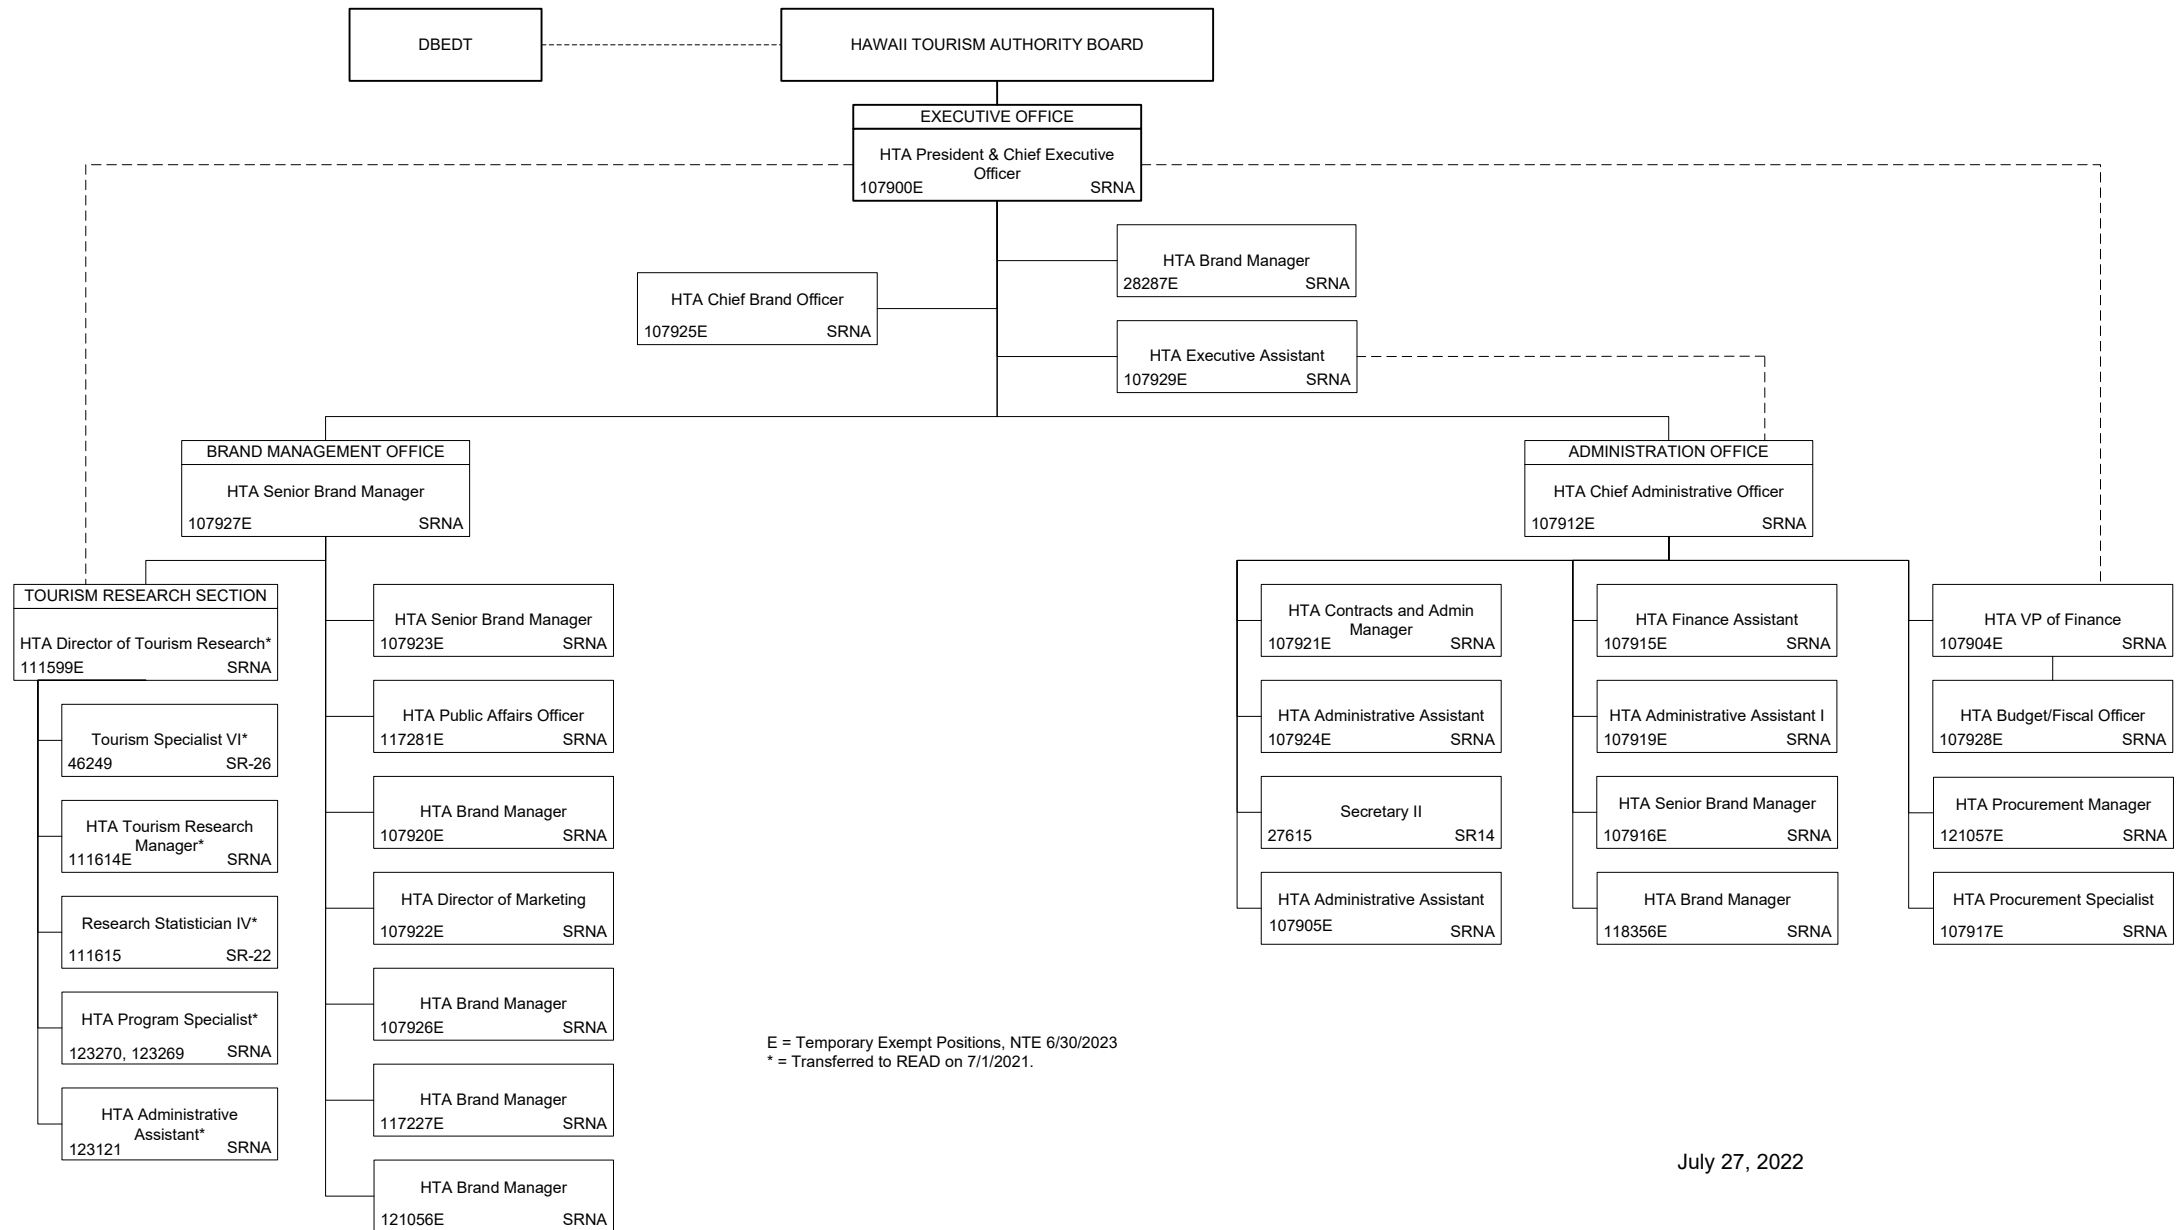 DBEDT
HAWAII TOURISM AUTHORITY BOARD
EXECUTIVE OFFICE
HTA President & Chief Executive
Officer
107900E SRNA
HTA Brand Manager
28287E SRNA
HTA Chief Brand Officer
107925E SRNA
HTA Executive Assistant
107929E SRNA
BRAND MANAGEMENT OFFICE
HTA Senior Brand Manager
107927E SRNA
ADMINISTRATION OFFICE
HTA Chief Administrative Officer
107912E SRNA
TOURISM RESEARCH SECTION
HTA Director of Tourism Research*
111599E SRNA
Tourism Specialist VI*
46249 SR-26
HTA Tourism Research
Manager*
111614E SRNA
Research Statistician IV*
111615 SR-22
HTA Program Specialist*
123270, 123269 SRNA
HTA Administrative
Assistant*
123121 SRNA
HTA Senior Brand Manager
107923E SRNA
HTA Public Affairs Officer
117281E SRNA
HTA Brand Manager
107920E SRNA
HTA Director of Marketing
107922E SRNA
HTA Brand Manager
107926E SRNA
HTA Brand Manager
117227E SRNA
HTA Brand Manager
121056E SRNA
HTA Contracts and Admin
Manager
107921E SRNA
HTA Administrative Assistant
107924E SRNA
Secretary II
27615 SR14
HTA Administrative Assistant
107905E SRNA
HTA Finance Assistant
107915E SRNA
HTA Administrative Assistant I
107919E SRNA
HTA Senior Brand Manager
107916E SRNA
HTA Brand Manager
118356E SRNA
HTA VP of Finance
107904E SRNA
HTA Budget/Fiscal Officer
107928E SRNA
HTA Procurement Manager
121057E SRNA
HTA Procurement Specialist
107917E SRNA
E = Temporary Exempt Positions, NTE 6/30/2023
* = Transferred to READ on 7/1/2021.
July 27, 2022